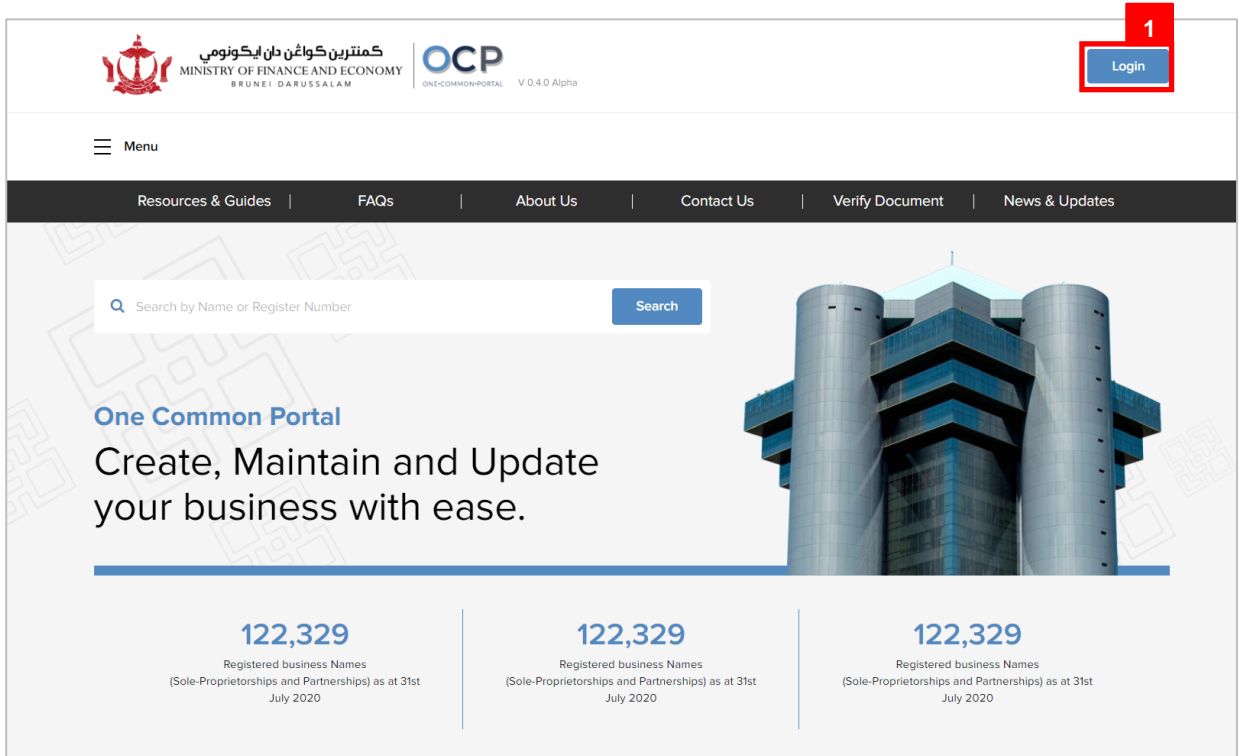 1
كمنترين كواڠن دان ايكونومي
MINISTRY OF FINANCE AND ECONOMY
BRUNEI DARUSSALAM
OCP
ONE-COMMON-PORTAL
V 0.4.0 Alpha
Login
Menu
Resources & Guides | FAQs | About Us | Contact Us | Verify Document | News & Updates
Search by Name or Register Number
Search
One Common Portal
Create, Maintain and Update
your business with ease.
122,329
Registered business Names
(Sole-Proprietorships and Partnerships) as at 31st
July 2020
122,329
Registered business Names
(Sole-Proprietorships and Partnerships) as at 31st
July 2020
122,329
Registered business Names
(Sole-Proprietorships and Partnerships) as at 31st
July 2020